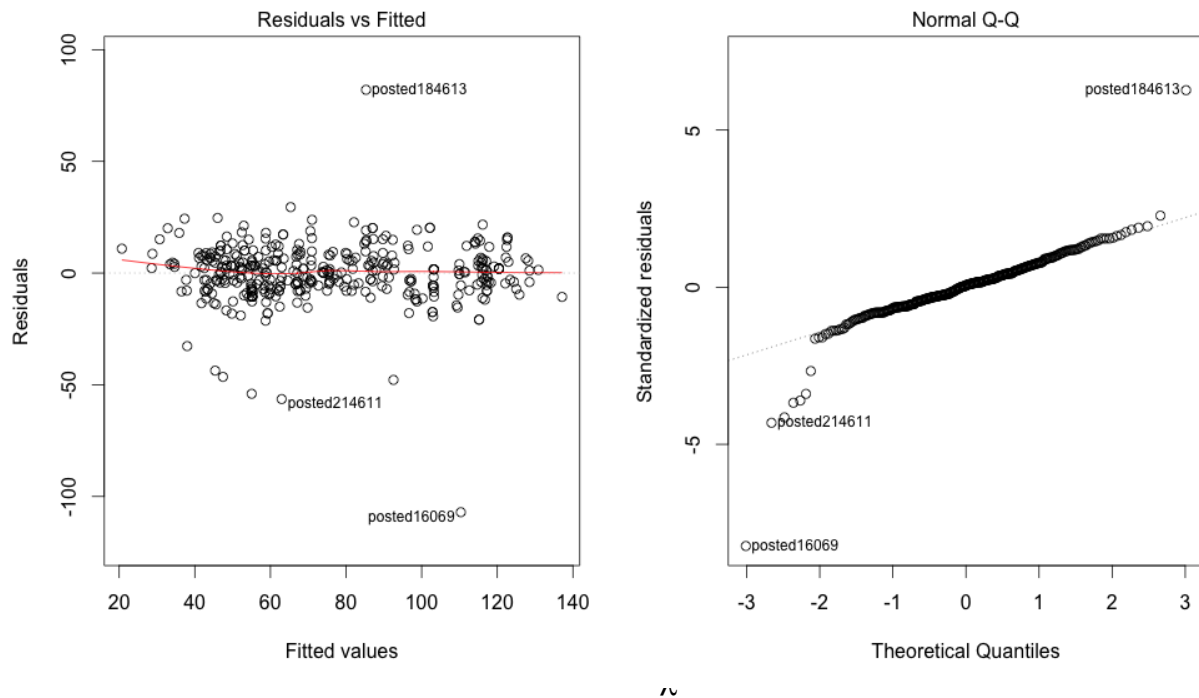 Residuals vs Fitted
Residuals
100
50
0
-50
-100
posted184613
posted214611
posted16069
20 40 60 80 100 120 140
Fitted values
Normal Q-Q
Standardized residuals
5
0
-5
posted184613
posted214611
posted16069
-3 -2 -1 0 1 2 3
Theoretical Quantiles